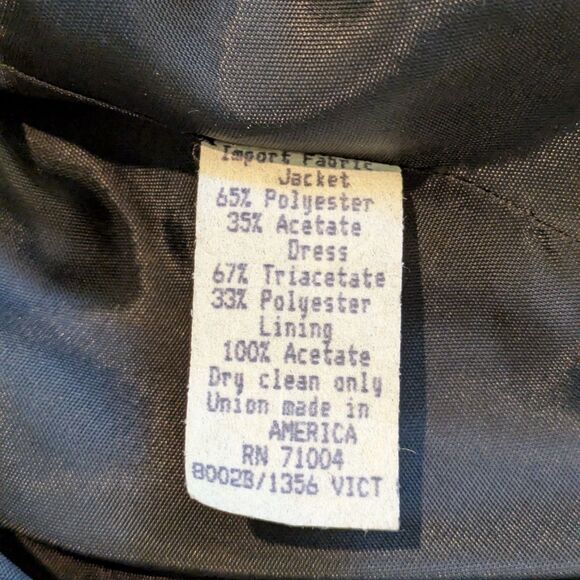 Import Fabric
Jacket
65% Polyester
35% Acetate
Dress
67% Triacetate
33% Polyester
Lining
100% Acetate
Dry clean only
Union made in
AMERICA
RN 71004
8002B/1356 VICT